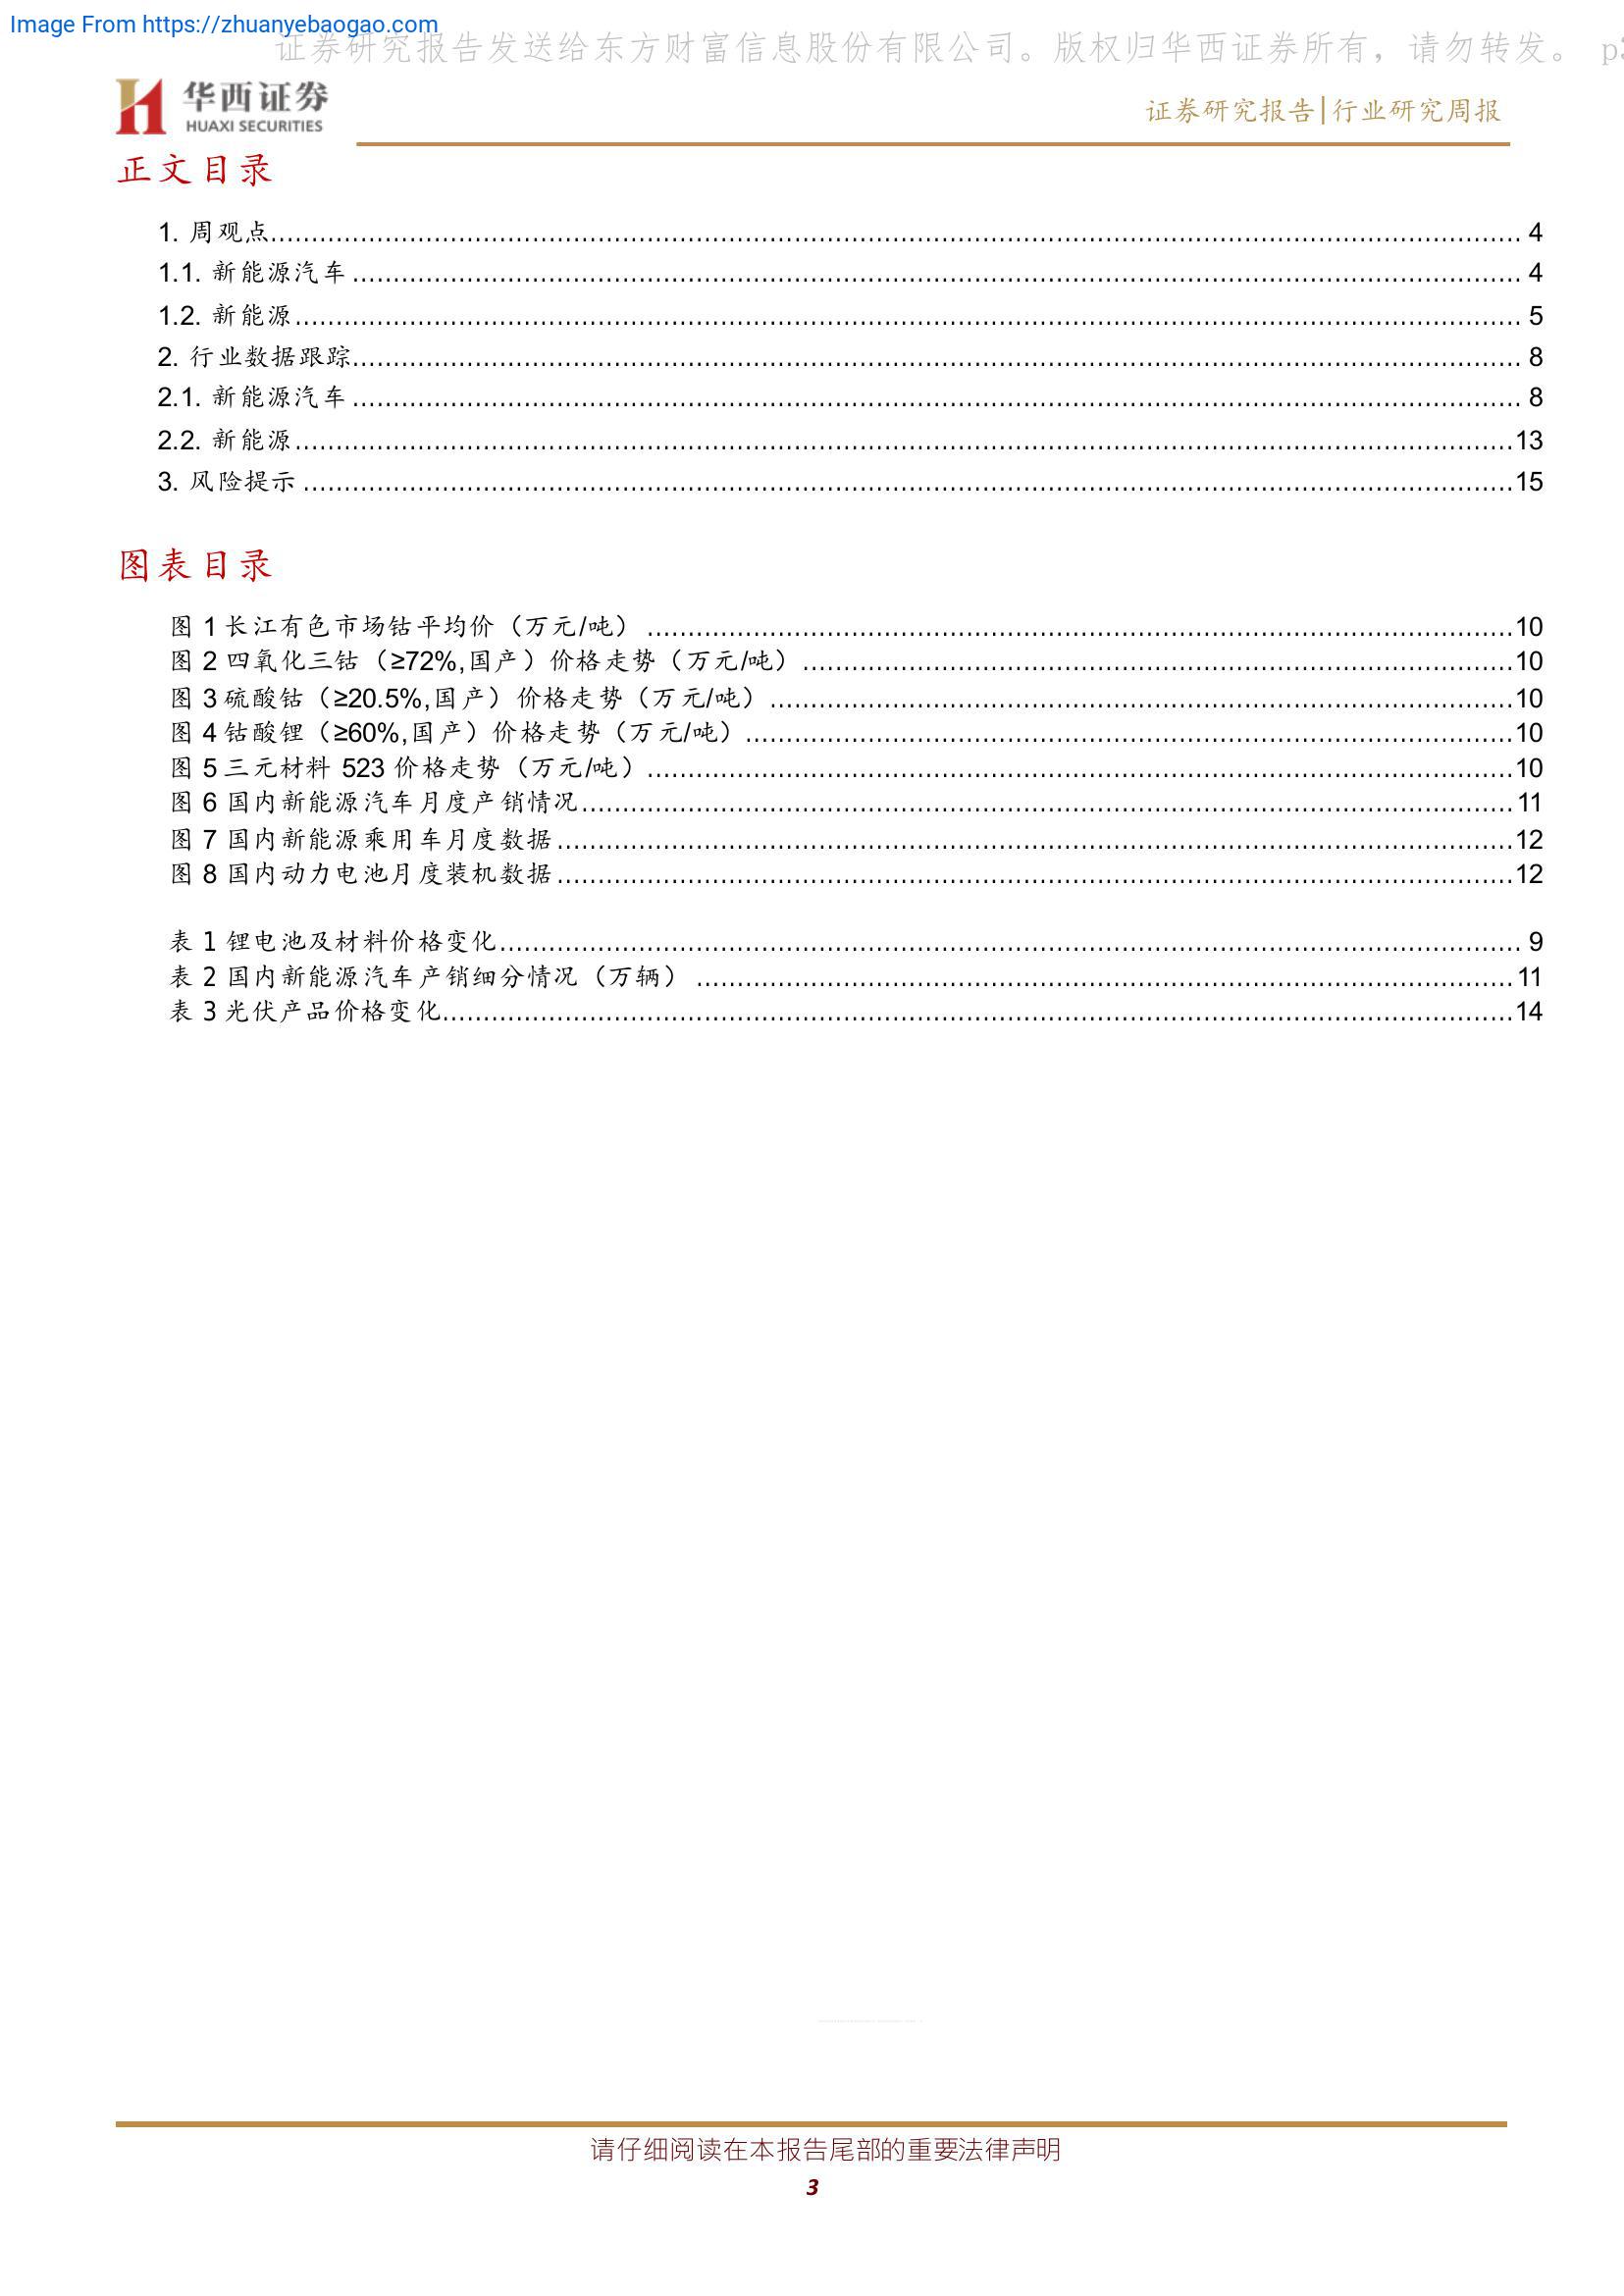 Image From https://zhuanyebaogao.com
证券研究报告发送给东方财富信息股份有限公司。版权归华西证券所有，请勿转发。 p3
华西证券
HUAXI SECURITIES
证券研究报告|行业研究周报
正文目录
1. 周观点 4
1.1. 新能源汽车 4
1.2. 新能源 5
2. 行业数据跟踪 8
2.1. 新能源汽车 8
2.2. 新能源 13
3. 风险提示 15
图表目录
图 1 长江有色市场钴平均价（万元/吨） 10
图 2 四氧化三钴（≥72%,国产）价格走势（万元/吨） 10
图 3 硫酸钴（≥20.5%,国产）价格走势（万元/吨） 10
图 4 钴酸锂（≥60%,国产）价格走势（万元/吨） 10
图 5 三元材料 523 价格走势（万元/吨） 10
图 6 国内新能源汽车月度产销情况 11
图 7 国内新能源乘用车月度数据 12
图 8 国内动力电池月度装机数据 12
表 1 锂电池及材料价格变化 9
表 2 国内新能源汽车产销细分情况（万辆） 11
表 3 光伏产品价格变化 14
请仔细阅读在本报告尾部的重要法律声明
3